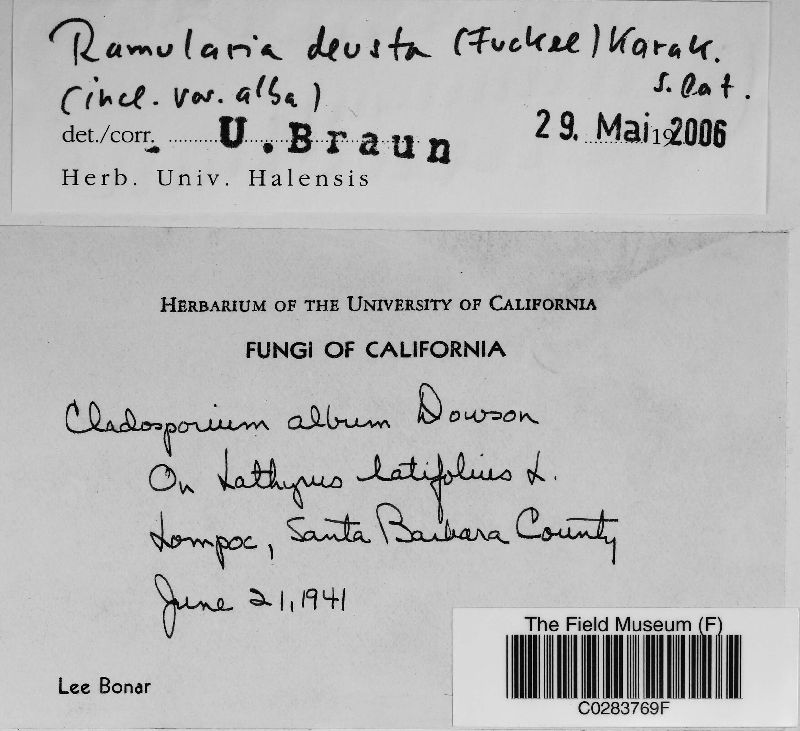 Ramularia deusta (Fuckel) Karak.
s. lat.
(incl. var. alba)
det./corr. U. Braun 29. Mai 19 2006
Herb. Univ. Halensis
HERBARIUM OF THE UNIVERSITY OF CALIFORNIA
FUNGI OF CALIFORNIA
Cladosporium album Dowson
On Lathyrus latifolius L.
Lompoc, Santa Barbara County
June 21, 1941
Lee Bonar
The Field Museum (F)
C0283769F